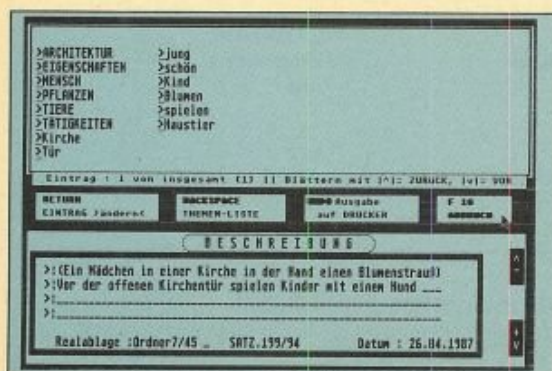 >ARCHITEKTUR >jung
>EIGENSCHAFTEN >schön
>MENSCH >Kind
>PFLANZEN >Blumen
>TIERE >spielen
>TÄTIGKEITEN >Haustier
>Kirche
>Tür
Eintrag : 1 von insgesamt (13 )| Blättern mit |^|= ZURÜCK, |v|= VOR
RETURN BACKSPACE Ausgabe F 10
EINTRAG >ändern< THEMEN-LISTE auf DRUCKER ABBRUCH
BESCHREIBUNG
>:(Ein Mädchen in einer Kirche in der Hand einen Blumenstrauß)
>:Vor der offenen Kirchentür spielen Kinder mit einem Hund ___
>:
>:
Realablage :Ordner7/45 _ SATZ.199/94 Datum : 26.04.1987